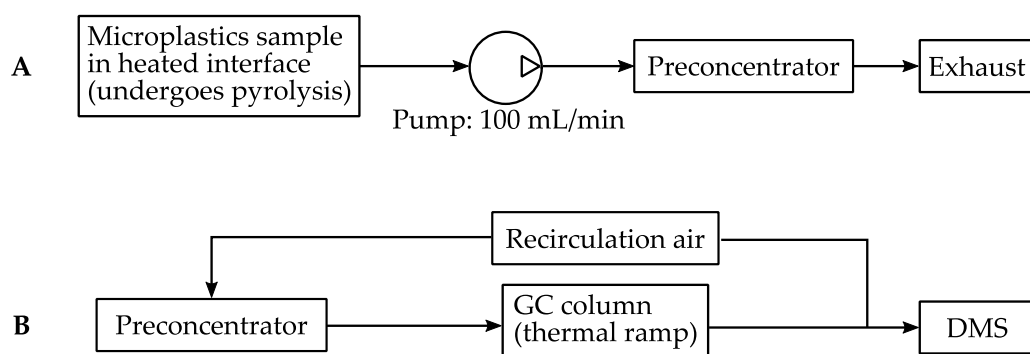 A
Microplastics sample
in heated interface
(undergoes pyrolysis)
Pump: 100 mL/min
Preconcentrator
Exhaust
B
Recirculation air
Preconcentrator
GC column
(thermal ramp)
DMS